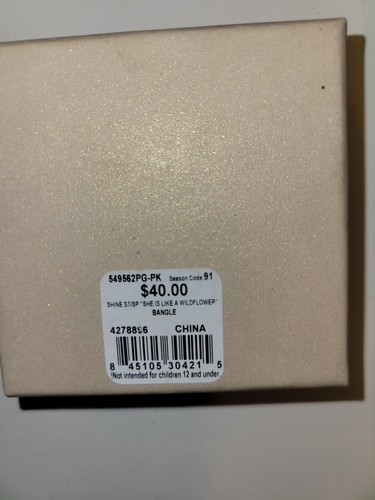 549562PG-PK Season Code 91
$40.00
SHINE ST/SP "SHE IS LIKE A WILDFLOWER"
BANGLE
4278896 CHINA
8 45105 30421 5
Not intended for children 12 and under